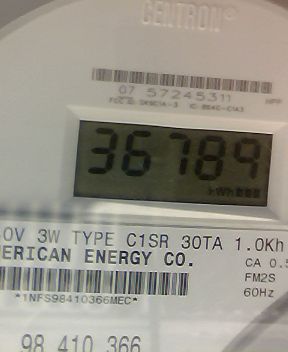 CENTRON®
07 57245311
HPP
36789
kWh
0V 3W TYPE C1SR 30TA 1.0Kh
ERICAN ENERGY CO.
CA 0.5
FM2S
*1NFS98410366MEC*
60Hz
98 410 366